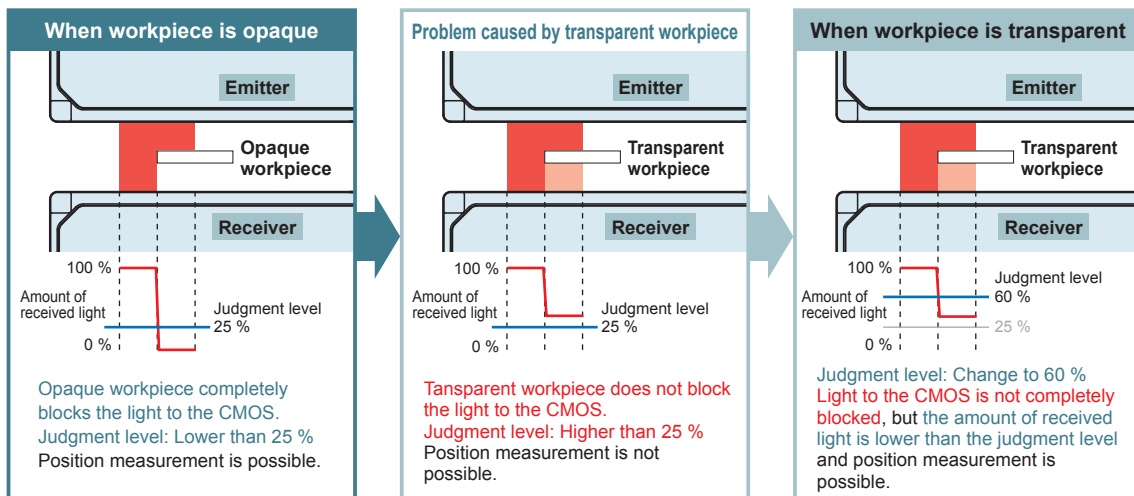 When workpiece is opaque
Emitter
Opaque
workpiece
Receiver
100 %
Amount of
received light
Judgment level
25 %
0 %
Opaque workpiece completely
blocks the light to the CMOS.
Judgment level: Lower than 25 %
Position measurement is possible.
Problem caused by transparent workpiece
Emitter
Transparent
workpiece
Receiver
100 %
Amount of
received light
Judgment level
25 %
0 %
Tansparent workpiece does not block
the light to the CMOS.
Judgment level: Higher than 25 %
Position measurement is not
possible.
When workpiece is transparent
Emitter
Transparent
workpiece
Receiver
100 %
Judgment level
60 %
Amount of
received light
25 %
0 %
Judgment level: Change to 60 %
Light to the CMOS is not completely
blocked, but the amount of received
light is lower than the judgment level
and position measurement is
possible.